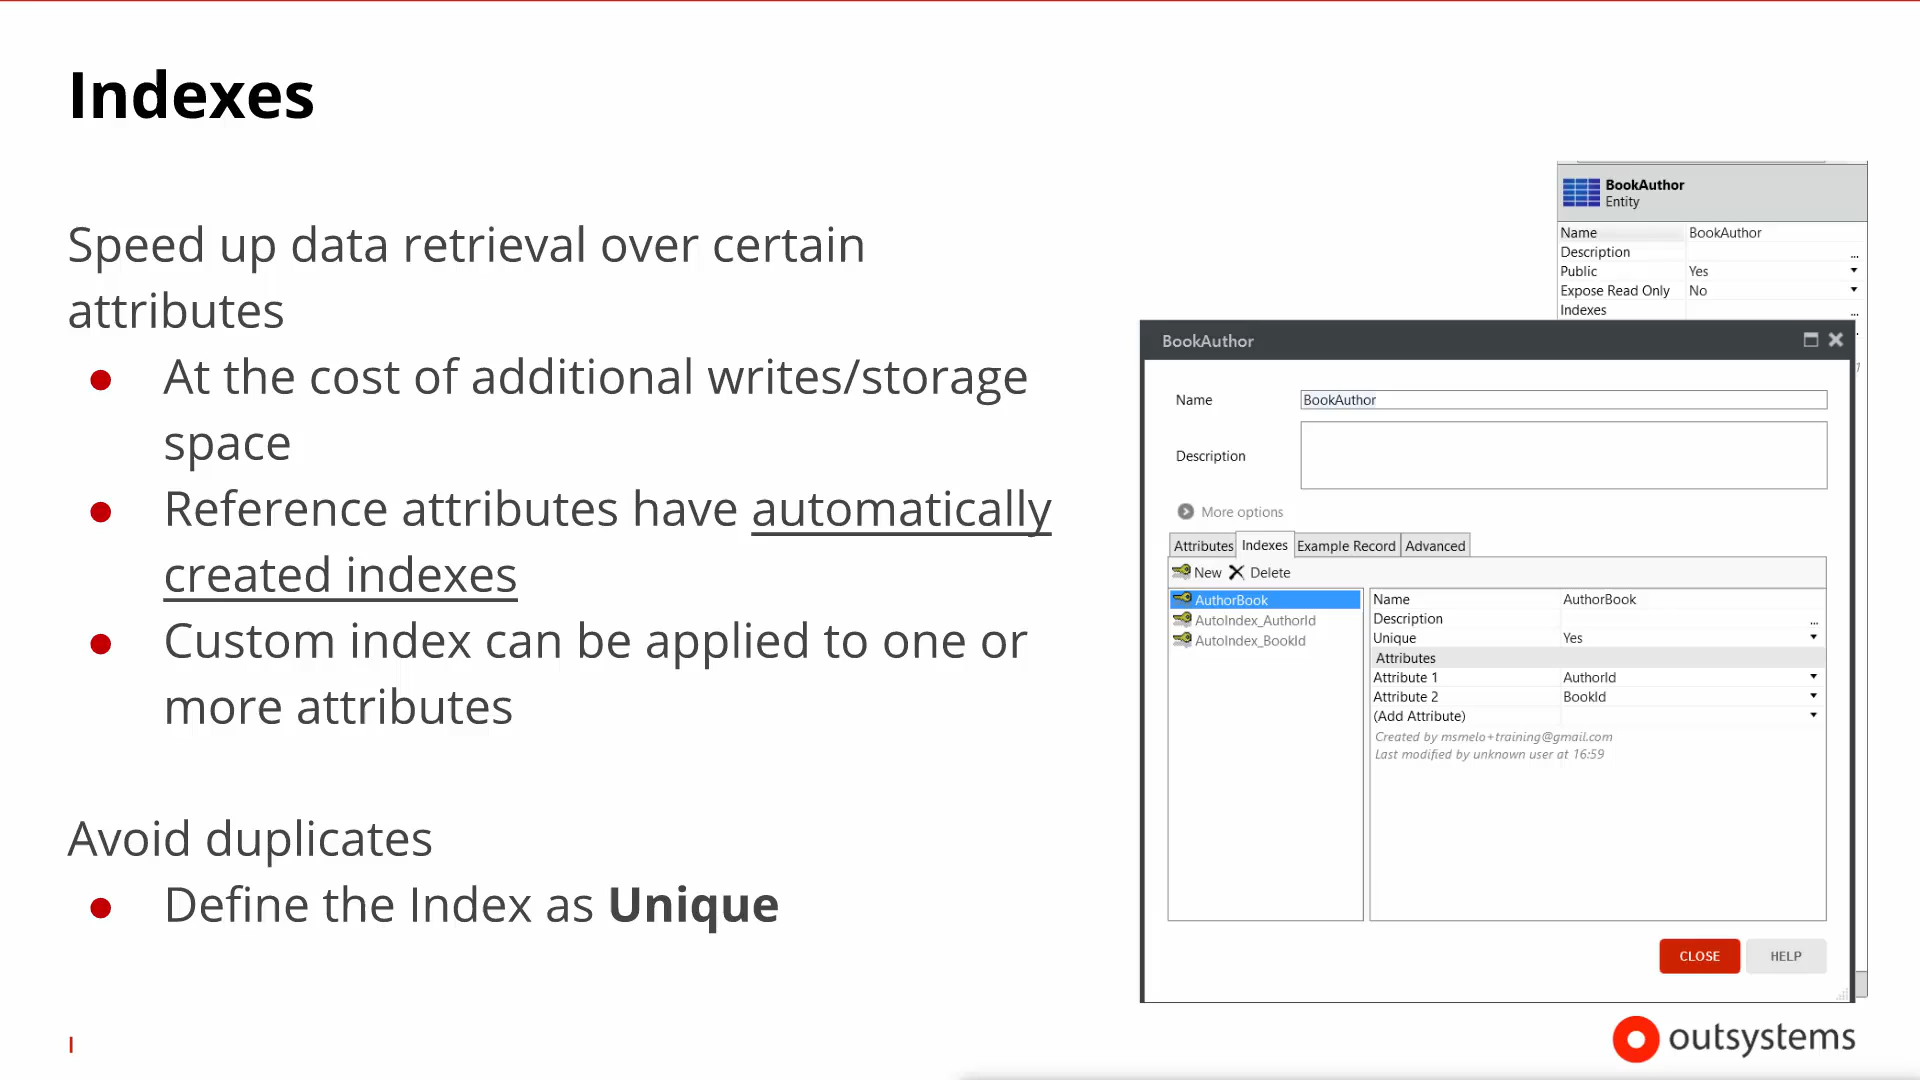 Indexes
Speed up data retrieval over certain
attributes
● At the cost of additional writes/storage
space
● Reference attributes have automatically
created indexes
● Custom index can be applied to one or
more attributes
Avoid duplicates
● Define the Index as Unique
BookAuthor
Entity
Name BookAuthor
Description ...
Public Yes
Expose Read Only No
Indexes ...
BookAuthor
Name BookAuthor
Description
More options
Attributes Indexes Example Record Advanced
New Delete
AuthorBook
AutoIndex_AuthorId
AutoIndex_BookId
Name AuthorBook
Description ...
Unique Yes
Attributes
Attribute 1 AuthorId
Attribute 2 BookId
(Add Attribute)
Created by msmelo+training@gmail.com
Last modified by unknown user at 16:59
CLOSE HELP
outsystems